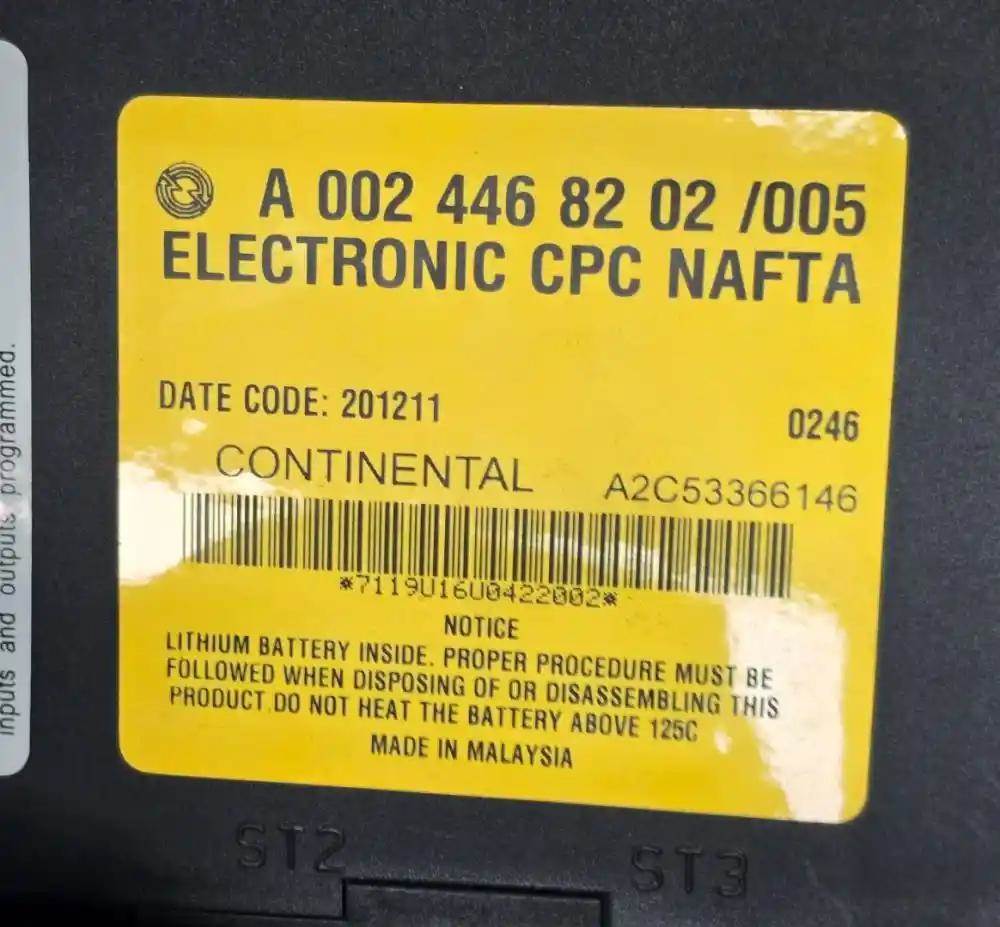 A 002 446 82 02 /005
ELECTRONIC CPC NAFTA
DATE CODE: 201211
0246
CONTINENTAL
A2C53366146
*7119U16U0422002*
NOTICE
LITHIUM BATTERY INSIDE. PROPER PROCEDURE MUST BE
FOLLOWED WHEN DISPOSING OF OR DISASSEMBLING THIS
PRODUCT.DO NOT HEAT THE BATTERY ABOVE 125C
MADE IN MALAYSIA
ST2
ST3
inputs and outputs programmed.